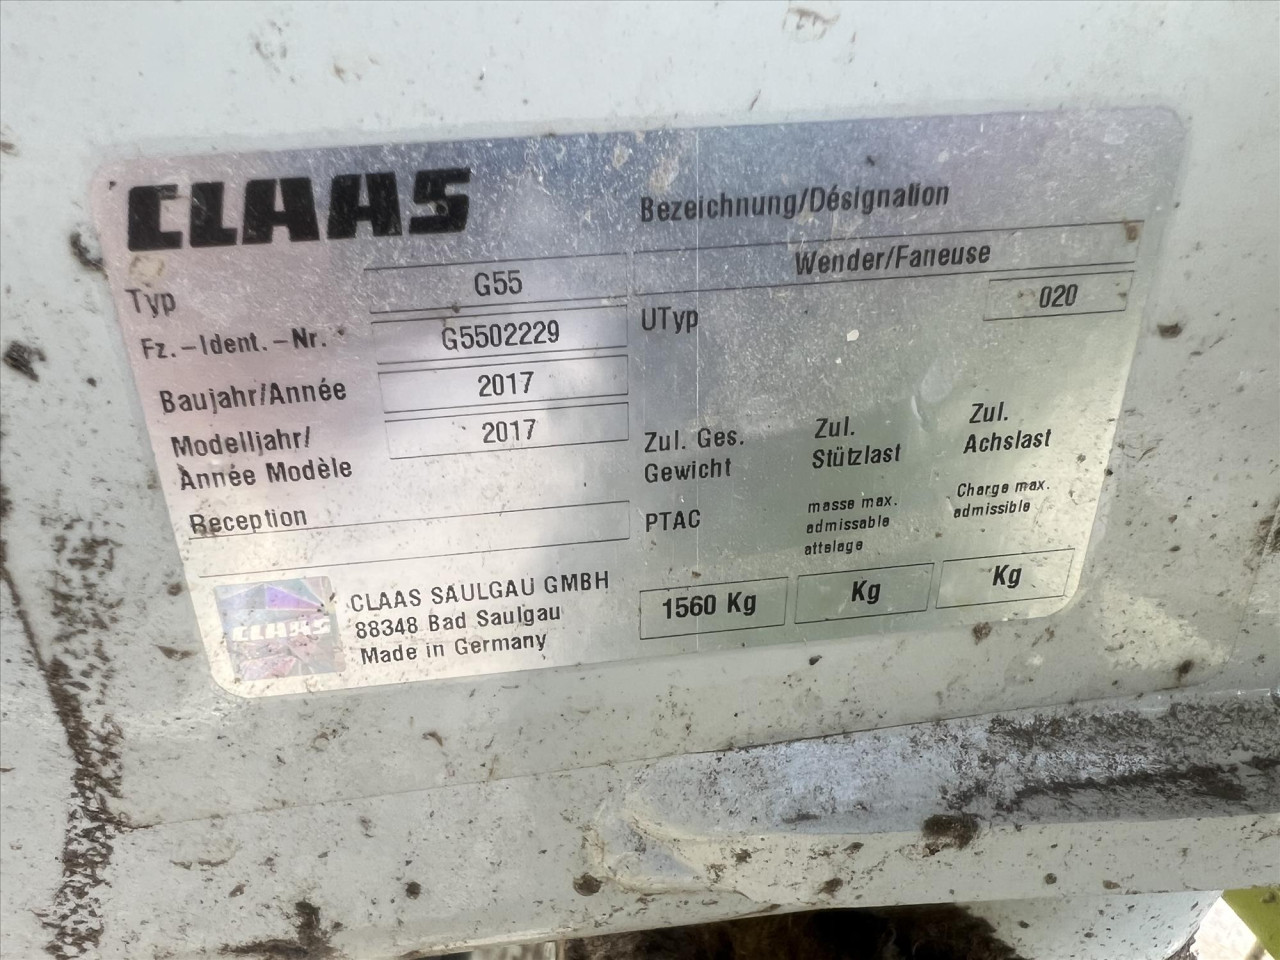 CLAAS
Bezeichnung/Désignation
Wender/Faneuse
Typ G55
UTyp 020
Fz.-Ident.-Nr. G5502229
Baujahr/Année 2017
Modelljahr/
Année Modèle 2017
Reception
Zul. Ges.
Gewicht
PTAC
1560 Kg
Zul.
Stützlast
masse max.
admissable
attelage
Kg
Zul.
Achslast
Charge max.
admissible
Kg
CLAAS
CLAAS SAULGAU GMBH
88348 Bad Saulgau
Made in Germany